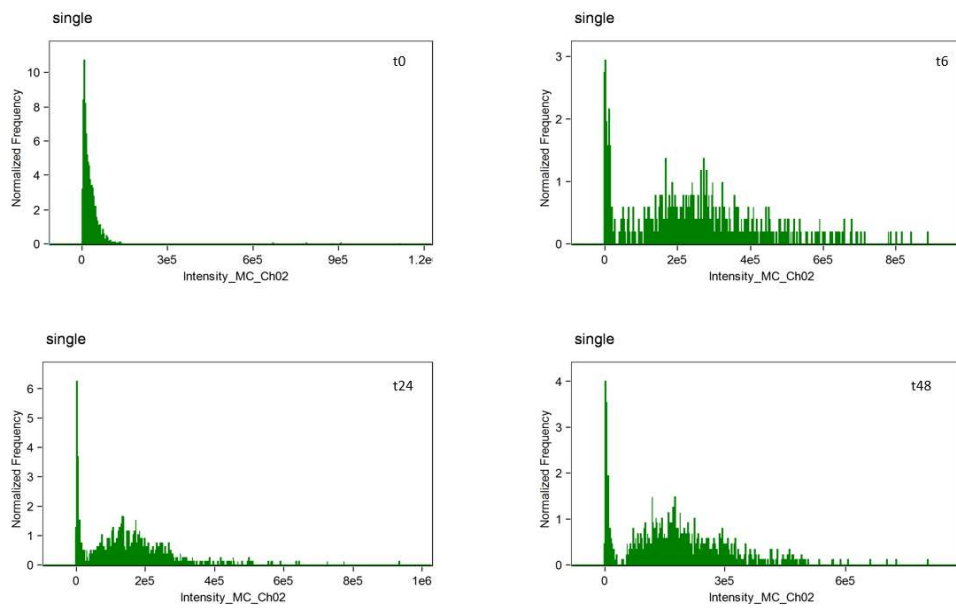 single
t0
10
8
6
4
2
0
Normalized Frequency
0 3e5 6e5 9e5 1.2e
Intensity_MC_Ch02
single
t6
3
2
1
0
Normalized Frequency
0 2e5 4e5 6e5 8e5
Intensity_MC_Ch02
single
t24
6
5
4
3
2
1
0
Normalized Frequency
0 2e5 4e5 6e5 8e5 1e6
Intensity_MC_Ch02
single
t48
4
3
2
1
0
Normalized Frequency
0 3e5 6e5
Intensity_MC_Ch02